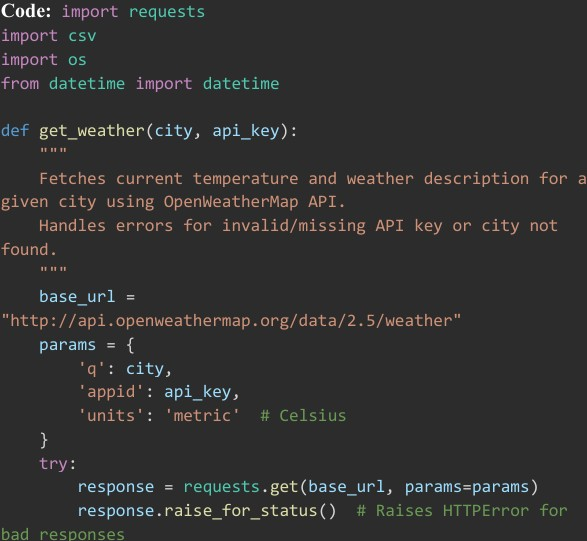 Code: import requests
import csv
import os
from datetime import datetime
def get_weather(city, api_key):
"""
Fetches current temperature and weather description for a
given city using OpenWeatherMap API.
Handles errors for invalid/missing API key or city not
found.
"""
base_url =
"http://api.openweathermap.org/data/2.5/weather"
params = {
'q': city,
'appid': api_key,
'units': 'metric'  # Celsius
}
try:
response = requests.get(base_url, params=params)
response.raise_for_status()  # Raises HTTPError for
bad responses